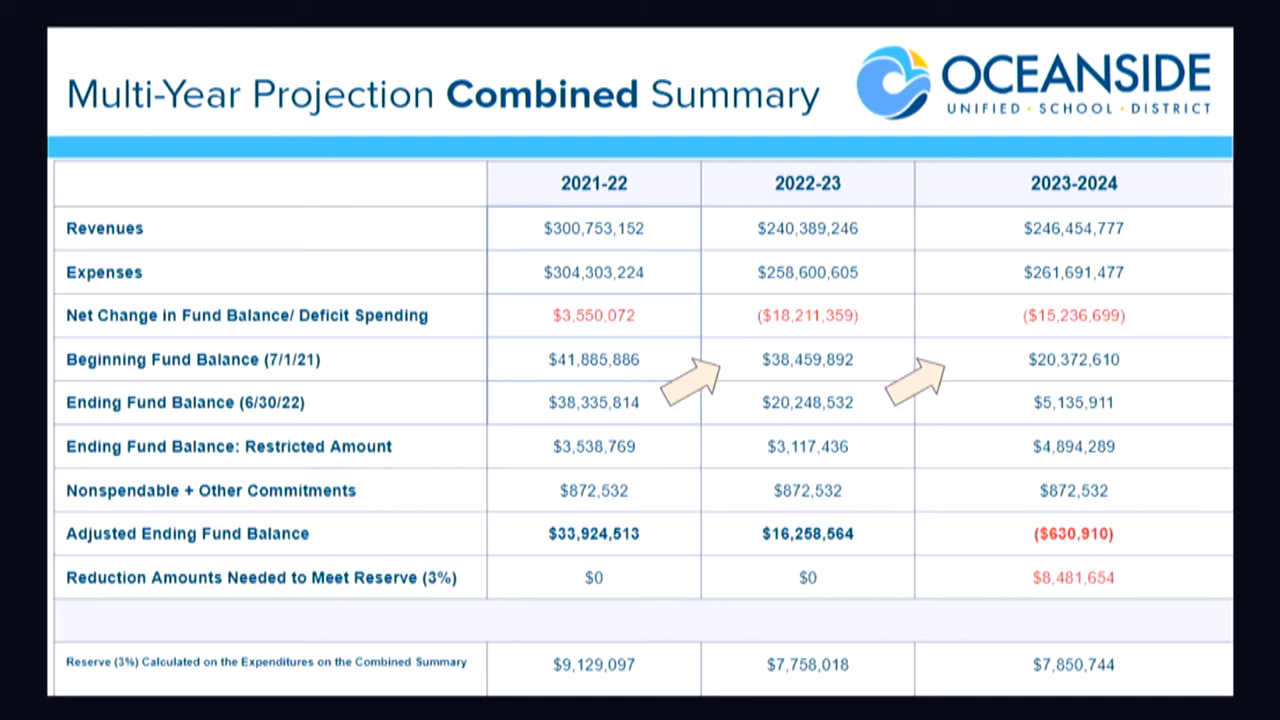 Multi-Year Projection Combined Summary
OCEANSIDE
UNIFIED · SCHOOL · DISTRICT
2021-22 2022-23 2023-2024
Revenues $300,753,152 $240,389,246 $246,454,777
Expenses $304,303,224 $258,600,605 $261,691,477
Net Change in Fund Balance/ Deficit Spending $3,550,072 ($18,211,359) ($15,236,699)
Beginning Fund Balance (7/1/21) $41,885,886 $38,459,892 $20,372,610
Ending Fund Balance (6/30/22) $38,335,814 $20,248,532 $5,135,911
Ending Fund Balance: Restricted Amount $3,538,769 $3,117,436 $4,894,289
Nonspendable + Other Commitments $872,532 $872,532 $872,532
Adjusted Ending Fund Balance $33,924,513 $16,258,564 ($630,910)
Reduction Amounts Needed to Meet Reserve (3%) $0 $0 $8,481,654
Reserve (3%) Calculated on the Expenditures on the Combined Summary $9,129,097 $7,758,018 $7,850,744